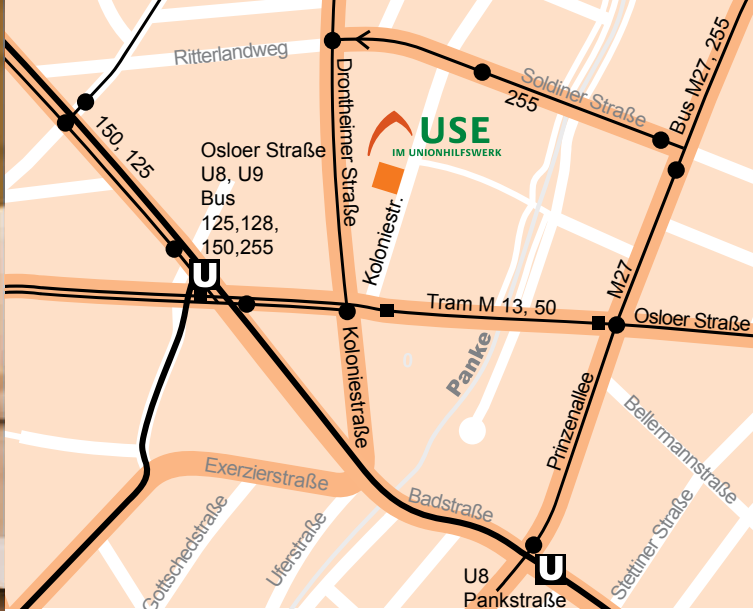 Ritterlandweg
Drontheimer Straße
Soldiner Straße
255
Bus M27, 255
150, 125
USE
IM UNIONHILFSWERK
Osloer Straße
U8, U9
Bus
125,128,
150,255
Koloniestr.
U
M27
Tram M 13, 50
Osloer Straße
Koloniestraße
Panke
0
Prinzenallee
Bellermannstraße
Exerzierstraße
Badstraße
Gottschedstraße
Uferstraße
Stettiner Straße
U
U8
Pankstraße